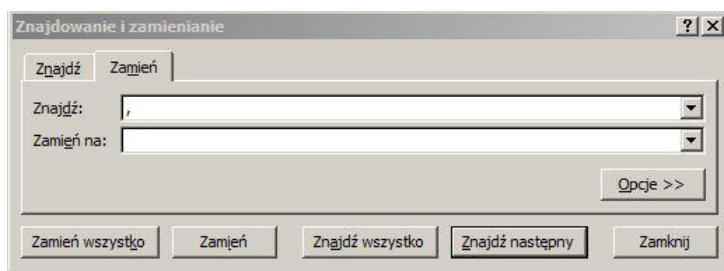 Znajdowanie i zamienianie
Znajdź Zamień
Znajdź: ,
Zamień na:
Opcje >>
Zamień wszystko Zamień Znajdź wszystko Znajdź następny Zamknij